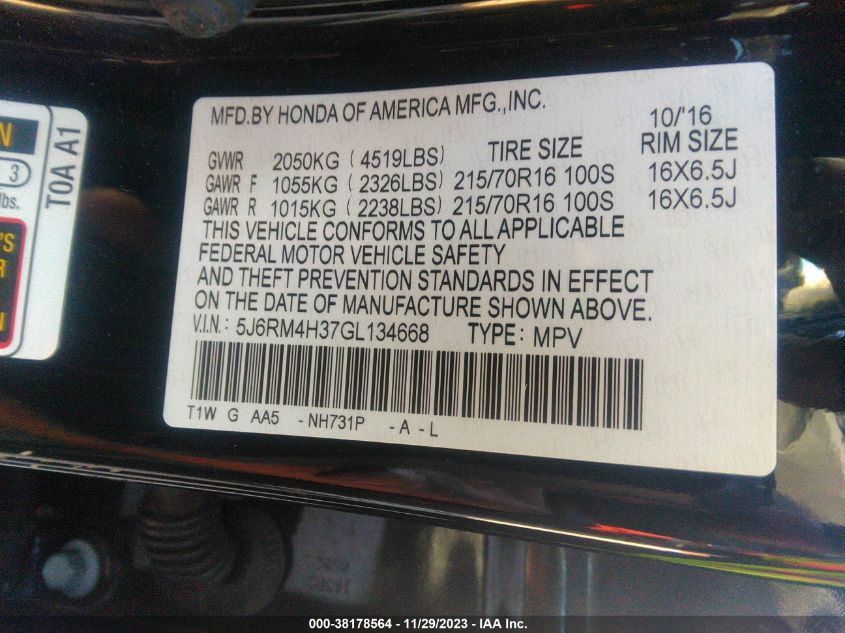 MFD.BY HONDA OF AMERICA MFG.,INC.
10/'16
GVWR 2050KG (4519LBS) TIRE SIZE RIM SIZE
GAWR F 1055KG (2326LBS) 215/70R16 100S 16X6.5J
GAWR R 1015KG (2238LBS) 215/70R16 100S 16X6.5J
THIS VEHICLE CONFORMS TO ALL APPLICABLE
FEDERAL MOTOR VEHICLE SAFETY
AND THEFT PREVENTION STANDARDS IN EFFECT
ON THE DATE OF MANUFACTURE SHOWN ABOVE.
V.I.N: 5J6RM4H37GL134668 TYPE: MPV
T1W G AA5 -NH731P -A -L
T0A A1
N
3
lbs.
'S
R
N
000-38178564 - 11/29/2023 - IAA Inc.